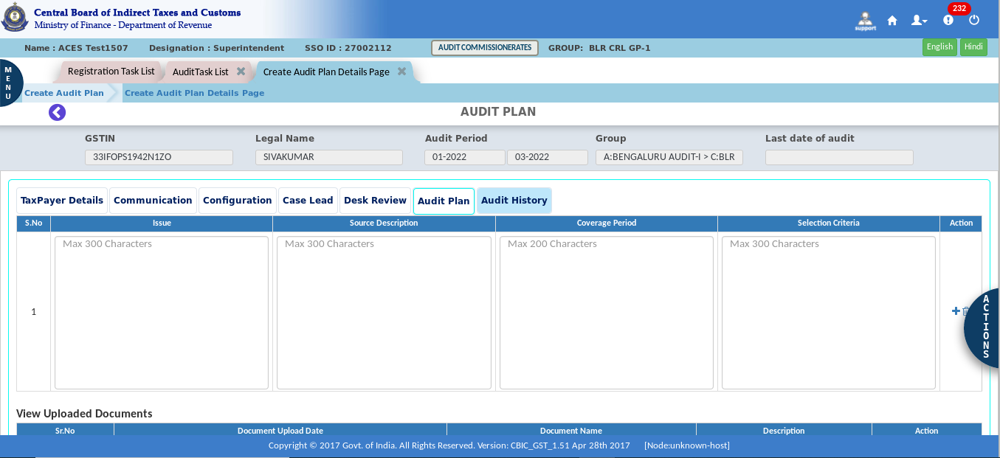 Central Board of Indirect Taxes and Customs
Ministry of Finance - Department of Revenue
support
232
Name : ACES Test1507 Designation : Superintendent SSO ID : 27002112 AUDIT COMMISSIONERATES GROUP: BLR CRL GP-1 English Hindi
MENU
Registration Task List AuditTask List Create Audit Plan Details Page
Create Audit Plan Create Audit Plan Details Page
AUDIT PLAN
GSTIN Legal Name Audit Period Group Last date of audit
33IFOPS1942N1ZO SIVAKUMAR 01-2022 03-2022 A:BENGALURU AUDIT-I > C:BLR
TaxPayer Details Communication Configuration Case Lead Desk Review Audit Plan Audit History
S.No Issue Source Description Coverage Period Selection Criteria Action
Max 300 Characters Max 300 Characters Max 200 Characters Max 300 Characters
1
ACTIONS
View Uploaded Documents
Sr.No Document Upload Date Document Name Description Action
Copyright © 2017 Govt. of India. All Rights Reserved. Version: CBIC_GST_1.51 Apr 28th 2017 [Node:unknown-host]